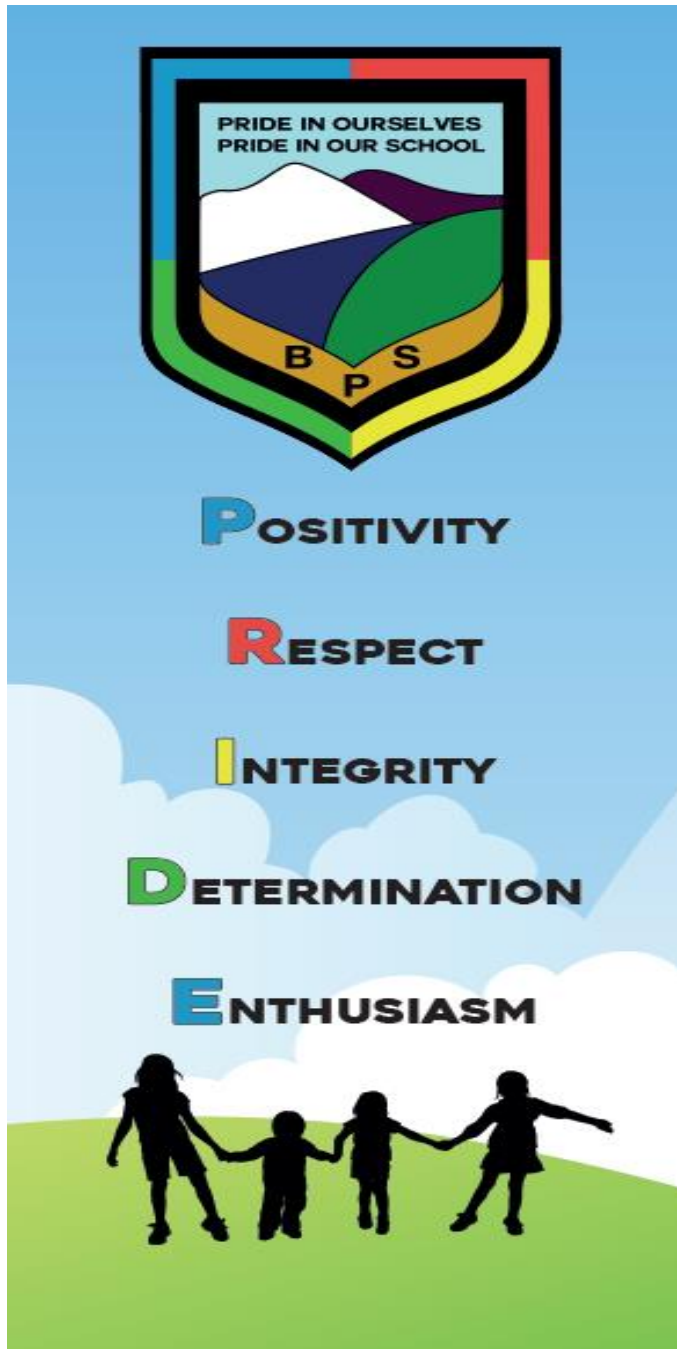 PRIDE IN OURSELVES
PRIDE IN OUR SCHOOL
B P S
POSITIVITY
RESPECT
INTEGRITY
DETERMINATION
ENTHUSIASM